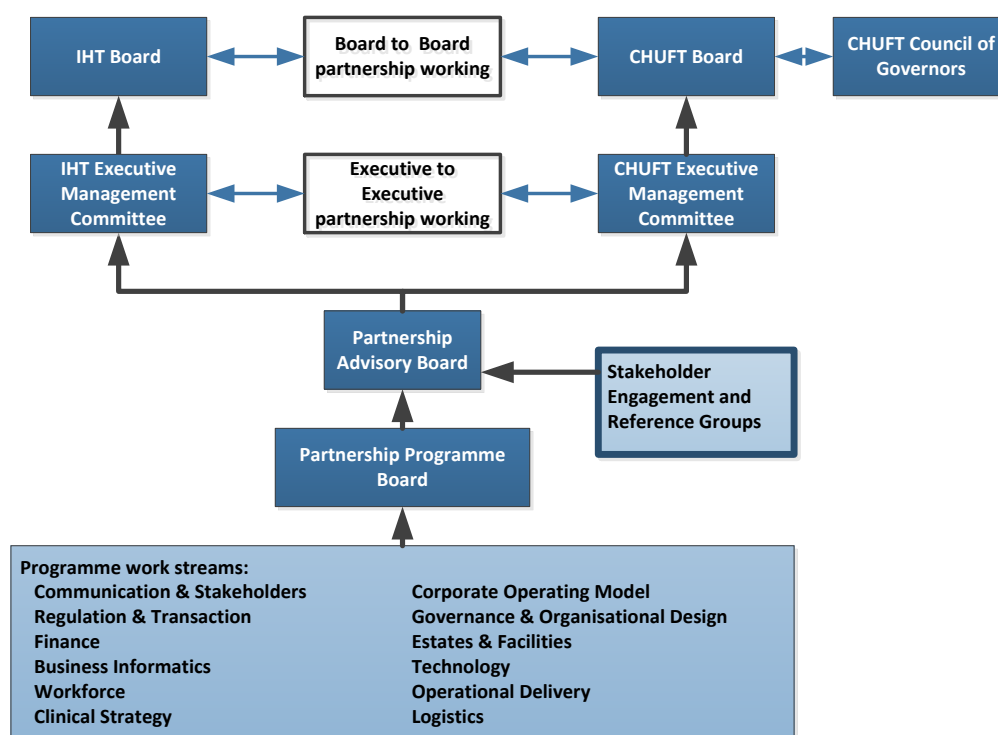 IHT Board
Board to Board
partnership working
CHUFT Board
CHUFT Council of
Governors
IHT Executive
Management
Committee
Executive to
Executive
partnership working
CHUFT Executive
Management
Committee
Partnership
Advisory Board
Stakeholder
Engagement and
Reference Groups
Partnership Programme
Board
Programme work streams:
Communication & Stakeholders
Regulation & Transaction
Finance
Business Informatics
Workforce
Clinical Strategy
Corporate Operating Model
Governance & Organisational Design
Estates & Facilities
Technology
Operational Delivery
Logistics